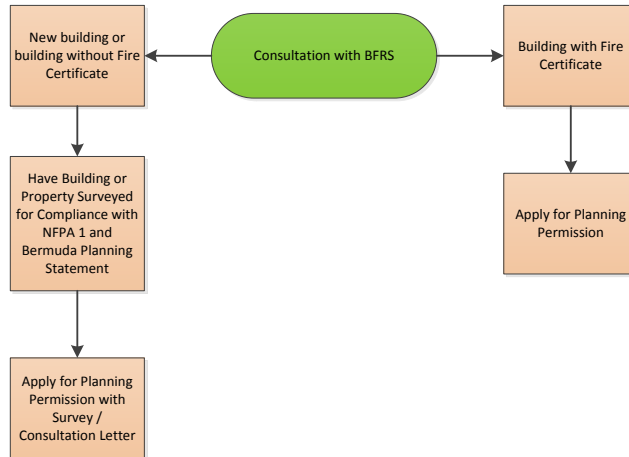 New building or
building without Fire
Certificate
Consultation with BFRS
Building with Fire
Certificate
Have Building or
Property Surveyed
for Compliance with
NFPA 1 and
Bermuda Planning
Statement
Apply for Planning
Permission
Apply for Planning
Permission with
Survey /
Consultation Letter